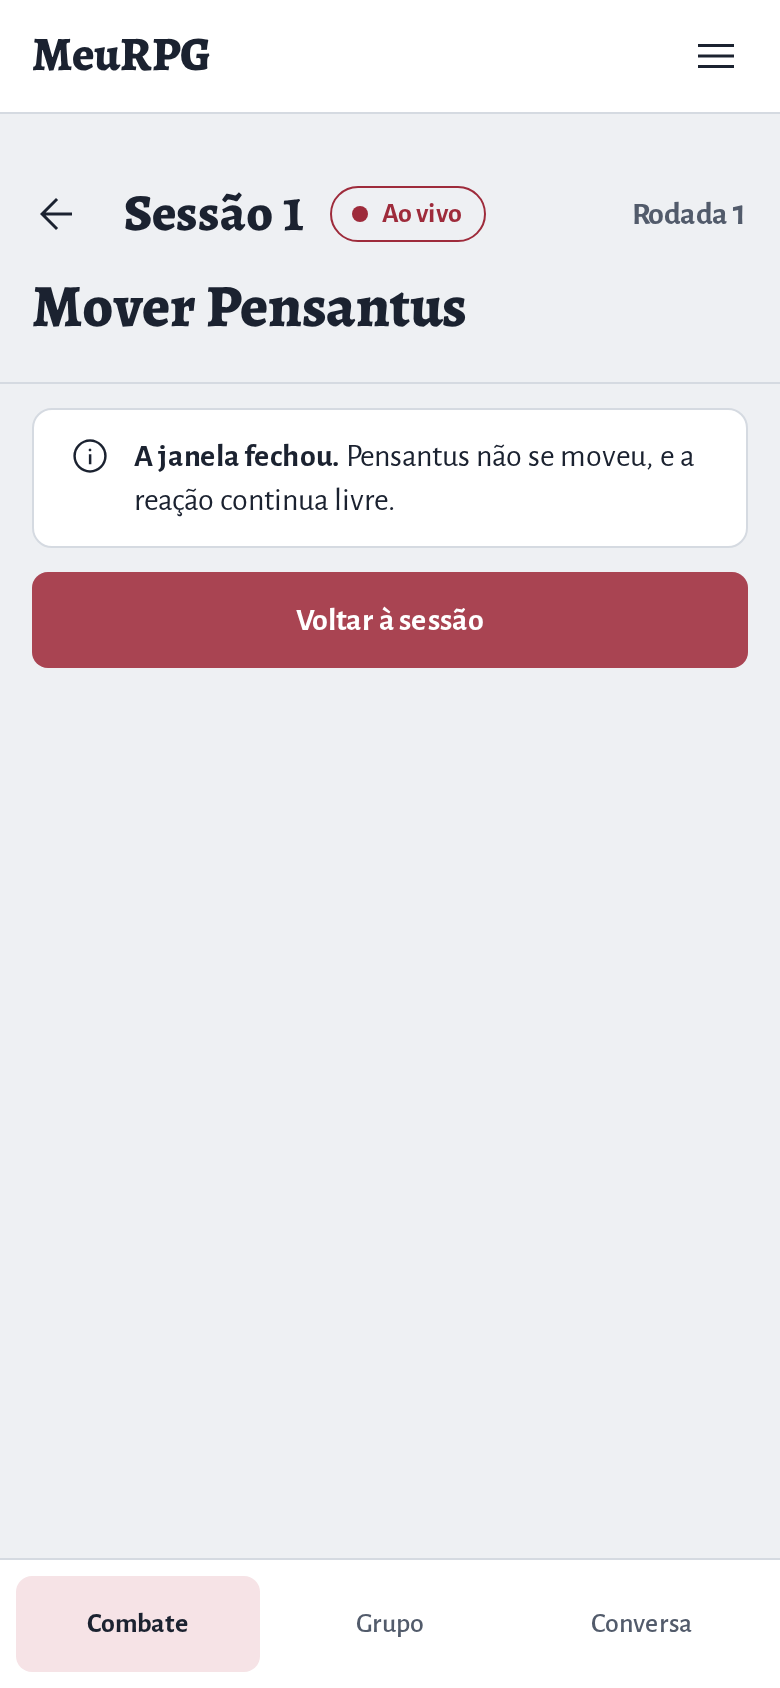 MeuRPG
Sessão 1
Ao vivo
Rodada 1
Mover Pensantus
A janela fechou. Pensantus não se moveu, e a
reação continua livre.
Voltar à sessão
Combate
Grupo
Conversa